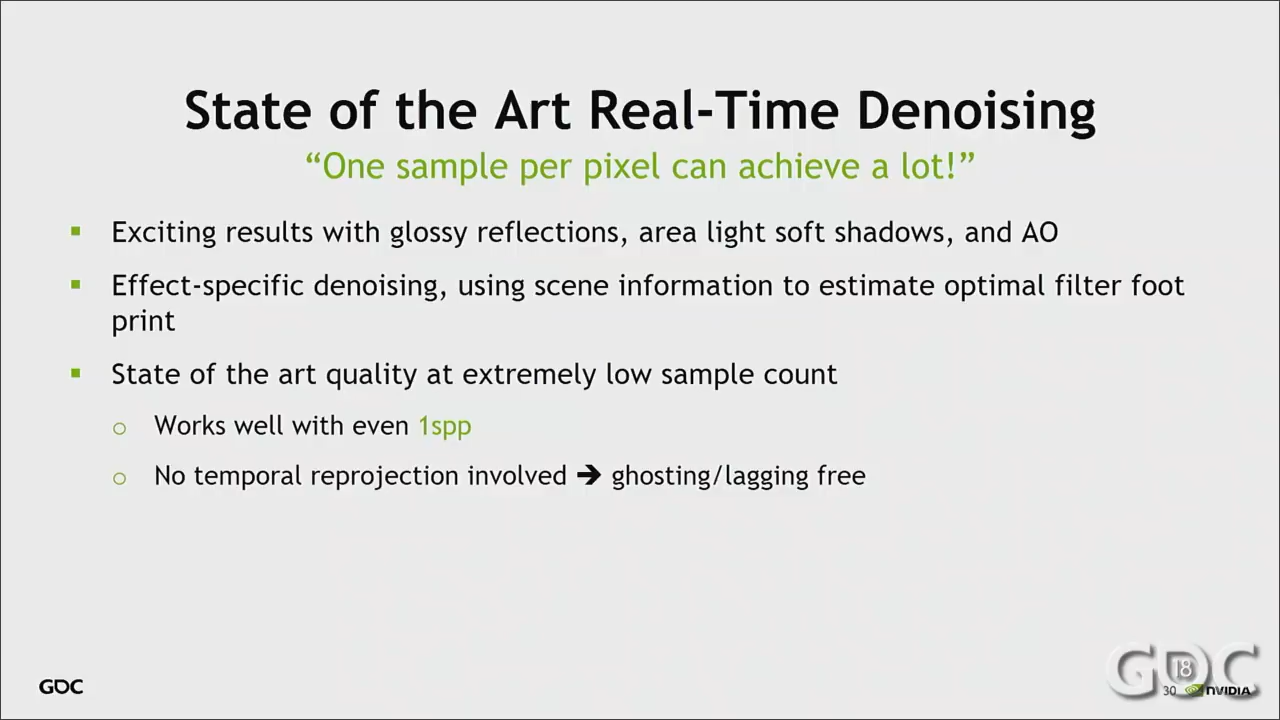 State of the Art Real-Time Denoising
“One sample per pixel can achieve a lot!”
▪ Exciting results with glossy reflections, area light soft shadows, and AO
▪ Effect-specific denoising, using scene information to estimate optimal filter foot
print
▪ State of the art quality at extremely low sample count
○ Works well with even 1spp
○ No temporal reprojection involved ➔ ghosting/lagging free
GDC
GDC 18
30 NVIDIA